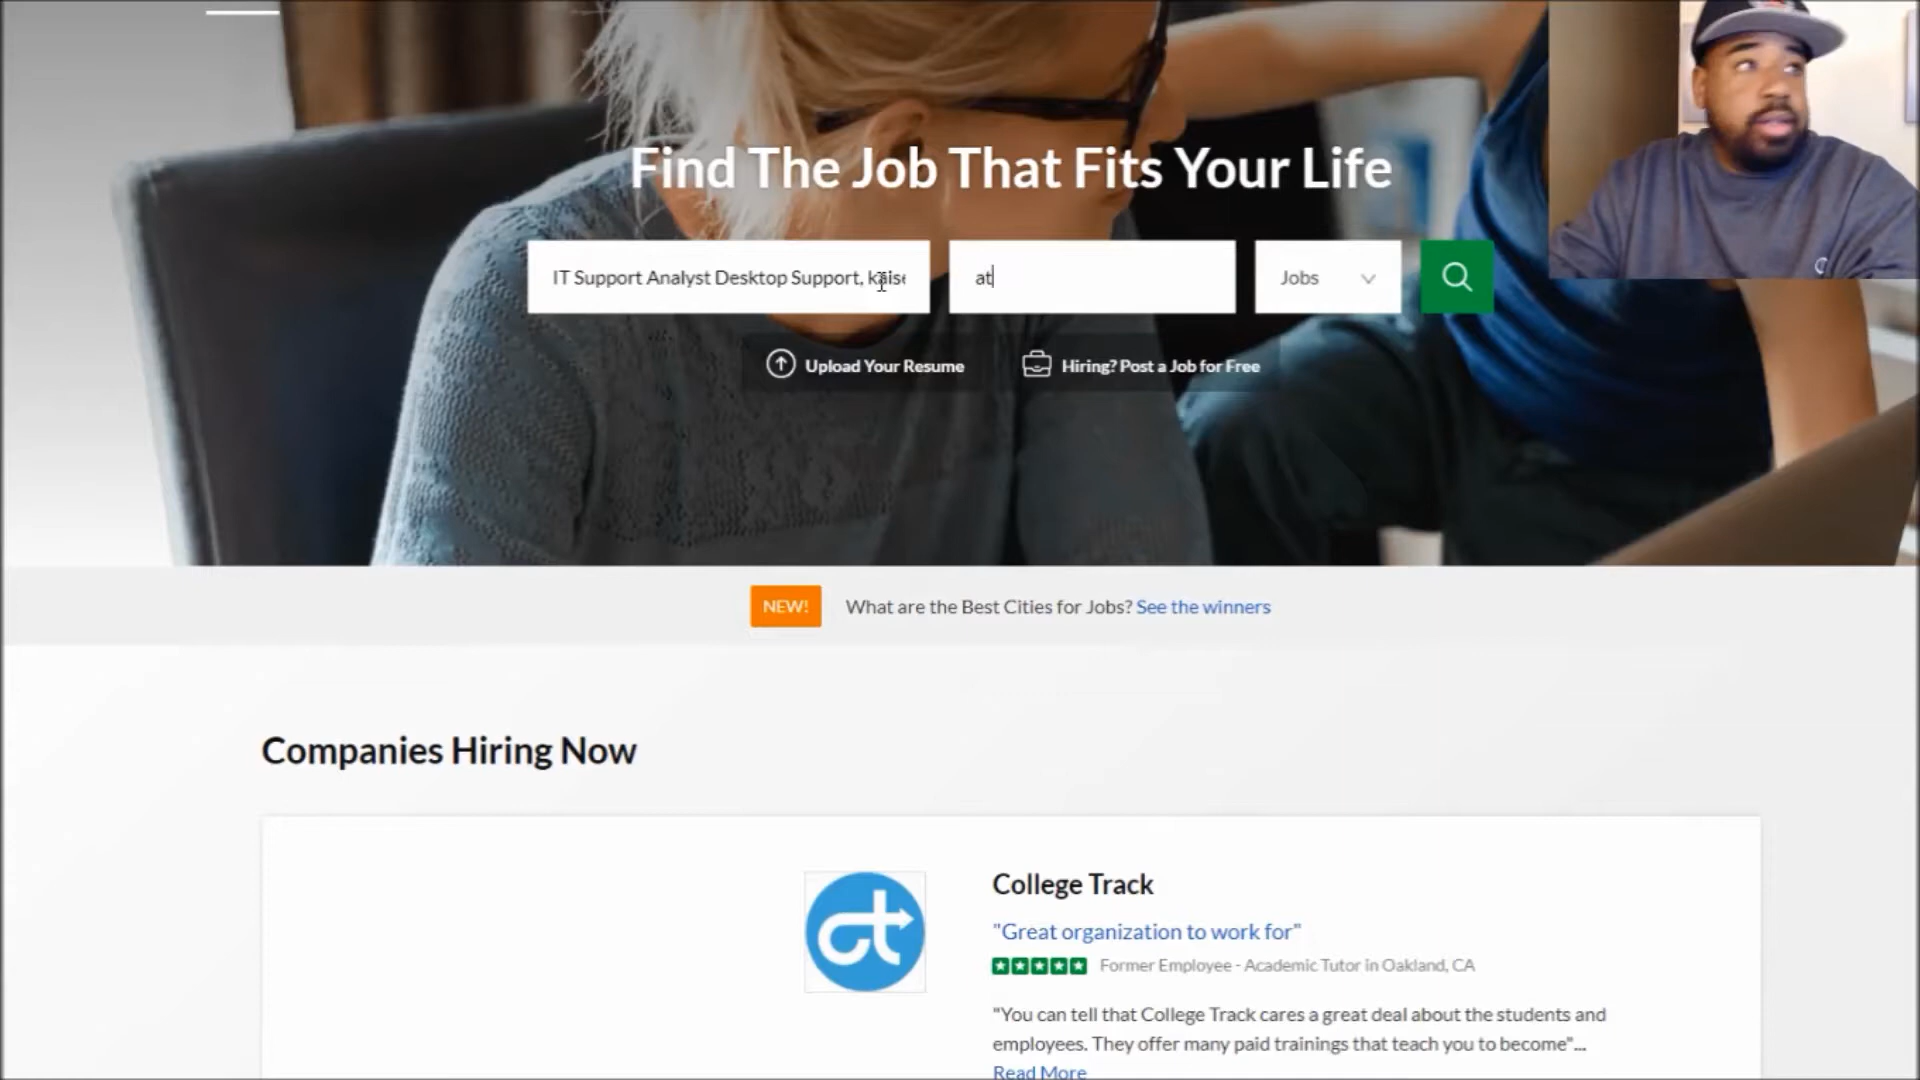 Find The Job That Fits Your Life
IT Support Analyst Desktop Support, kaise
at
Jobs
Upload Your Resume
Hiring? Post a Job for Free
NEW!
What are the Best Cities for Jobs? See the winners
Companies Hiring Now
ct
College Track
"Great organization to work for"
Former Employee - Academic Tutor in Oakland, CA
"You can tell that College Track cares a great deal about the students and
employees. They offer many paid trainings that teach you to become"...
Read More